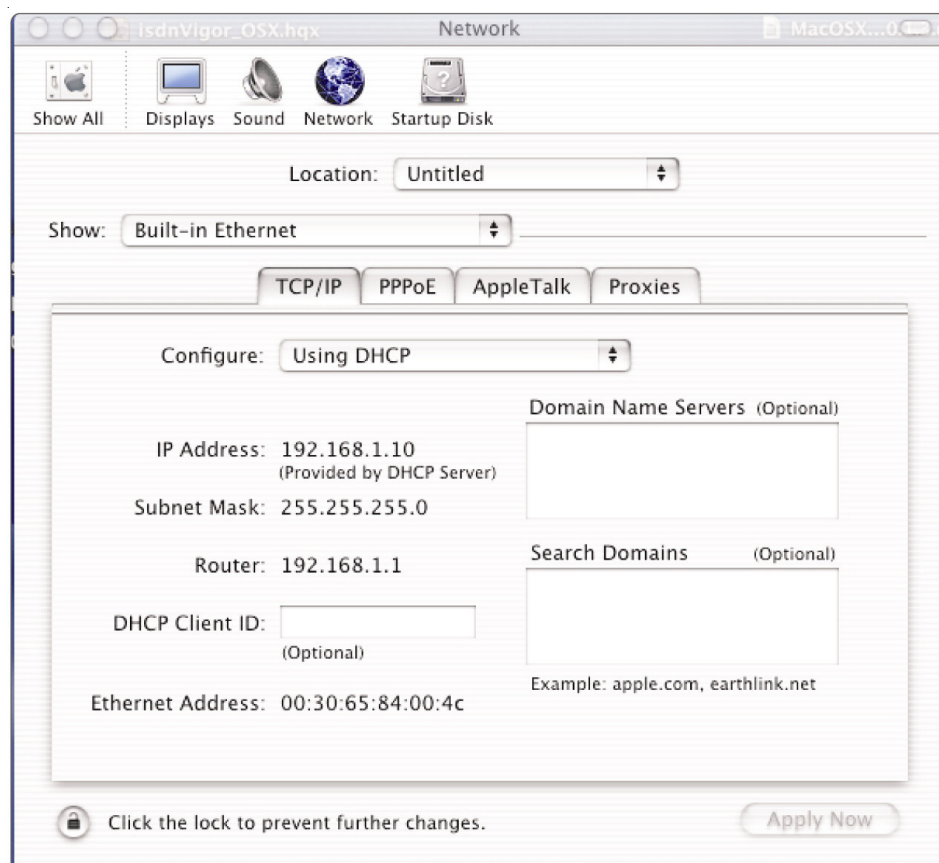 isdnVigor_OSX.hqx
Network
MacOSX...0.1...
Show All
Displays
Sound
Network
Startup Disk
Location: Untitled
Show: Built-in Ethernet
TCP/IP
PPPoE
AppleTalk
Proxies
Configure: Using DHCP
Domain Name Servers (Optional)
IP Address: 192.168.1.10
(Provided by DHCP Server)
Subnet Mask: 255.255.255.0
Search Domains (Optional)
Router: 192.168.1.1
DHCP Client ID:
(Optional)
Example: apple.com, earthlink.net
Ethernet Address: 00:30:65:84:00:4c
Click the lock to prevent further changes.
Apply Now